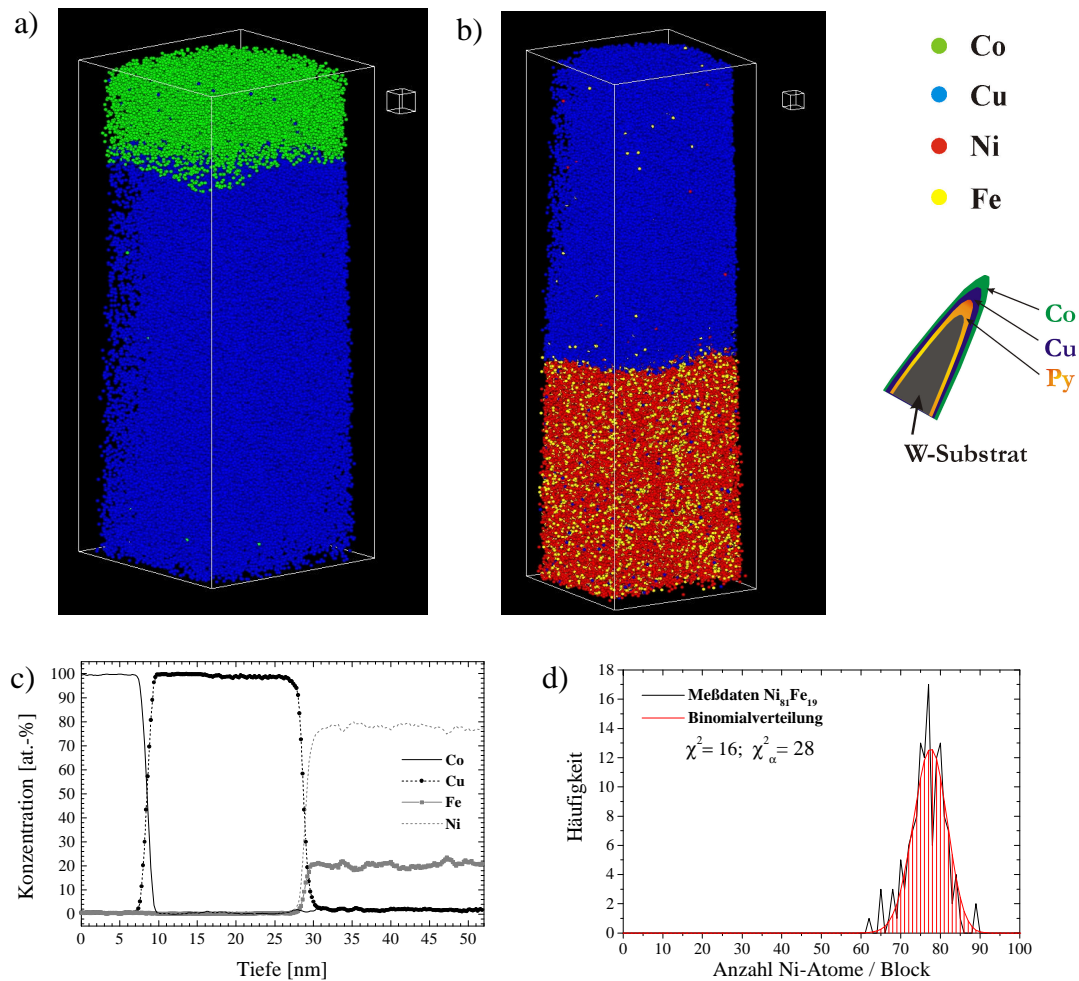 a)
b)
Co
Cu
Ni
Fe
Co
Cu
Py
W-Substrat
c)
Konzentration [at.-%]
100
90
80
70
60
50
40
30
20
10
0
Co
Cu
Fe
Ni
0 5 10 15 20 25 30 35 40 45 50
Tiefe [nm]
d)
Häufigkeit
18
16
14
12
10
8
6
4
2
0
Meßdaten Ni81Fe19
Binomialverteilung
χ²= 16; χ²α= 28
0 10 20 30 40 50 60 70 80 90 100
Anzahl Ni-Atome / Block